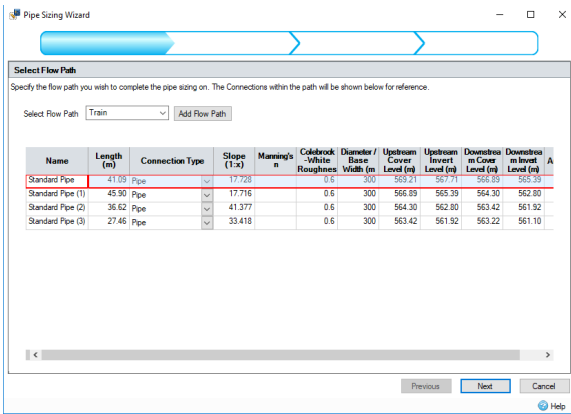 Pipe Sizing Wizard
Select Flow Path
Specify the flow path you wish to complete the pipe sizing on. The Connections within the path will be shown below for reference.
Select Flow Path Train Add Flow Path
Name Length (m) Connection Type Slope (1:x) Manning's n Colebrook -White Roughnes Diameter / Base Width (m Upstream Cover Level (m) Upstream Invert Level (m) Downstrea m Cover Level (m) Downstrea m Invert Level (m) A
Standard Pipe 41.09 Pipe 17.728 0.6 300 569.21 567.71 566.89 565.39
Standard Pipe (1) 45.90 Pipe 17.716 0.6 300 566.89 565.39 564.30 562.80
Standard Pipe (2) 36.62 Pipe 41.377 0.6 300 564.30 562.80 563.42 561.92
Standard Pipe (3) 27.46 Pipe 33.418 0.6 300 563.42 561.92 563.22 561.10
Previous Next Cancel
Help